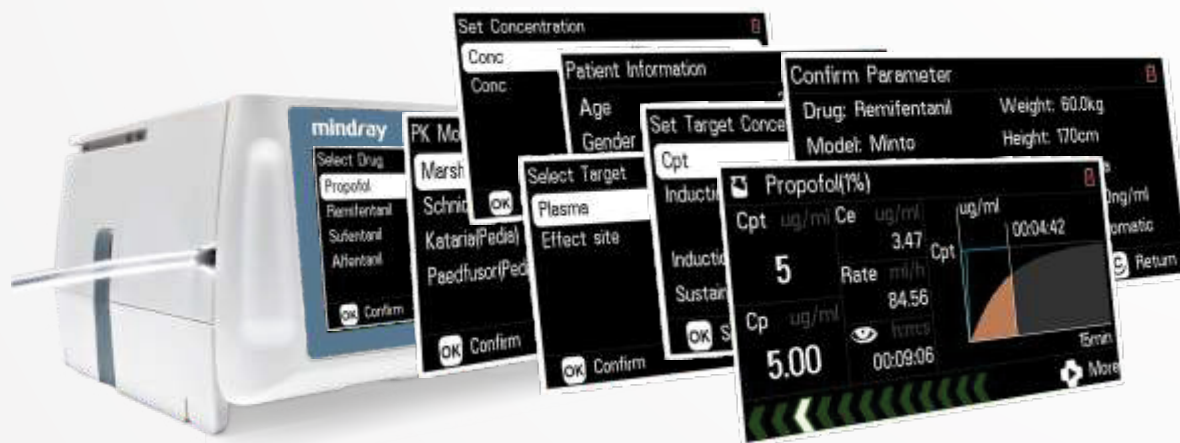 mindray
Select Drug
Propofol
Remifentanil
Sufentanil
Alfentanil
OK Confirm
PK Mo
Marsh
Schnid
Kataria(Pedia)
Paedfusor(Ped
OK Confirm
Set Concentration
Conc
Conc
OK
Patient Information
Age
Gender
Select Target
Plasma
Effect site
OK Confirm
Set Target Conce
Cpt
Inductio
Inductio
Sustain
OK S
Confirm Parameter
Drug: Remifentanil
Weight: 60.0kg
Model: Minto
Height: 170cm
0ng/ml
omatic
C Return
Propofol(1%)
Cpt ug/ml
5
Cp ug/ml
5.00
Ce ug/ml
3.47
Rate ml/h
84.56
00:09:06
ug/ml
00:04:42
Cpt
15min
More